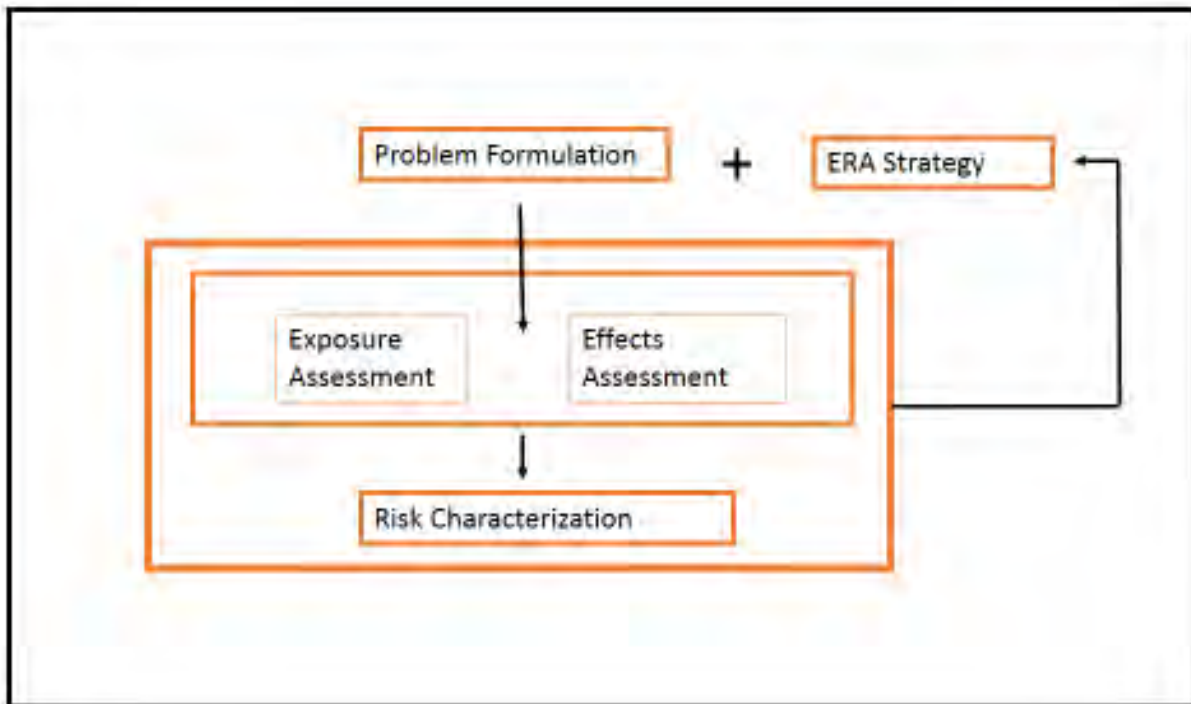 Problem Formulation
+
ERA Strategy
Exposure
Assessment
Effects
Assessment
Risk Characterization